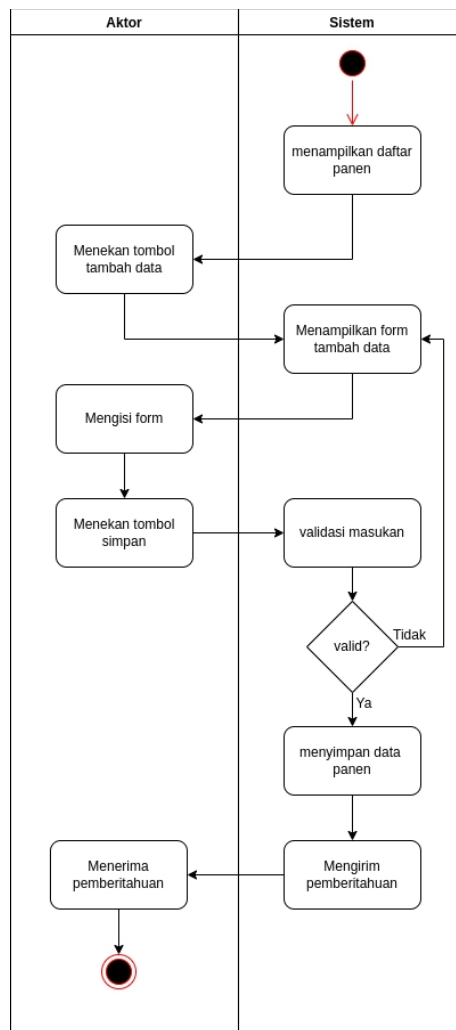 Aktor
Sistem
menampilkan daftar
panen
Menekan tombol
tambah data
Menampilkan form
tambah data
Mengisi form
Menekan tombol
simpan
validasi masukan
valid?
Tidak
Ya
menyimpan data
panen
Mengirim
pemberitahuan
Menerima
pemberitahuan